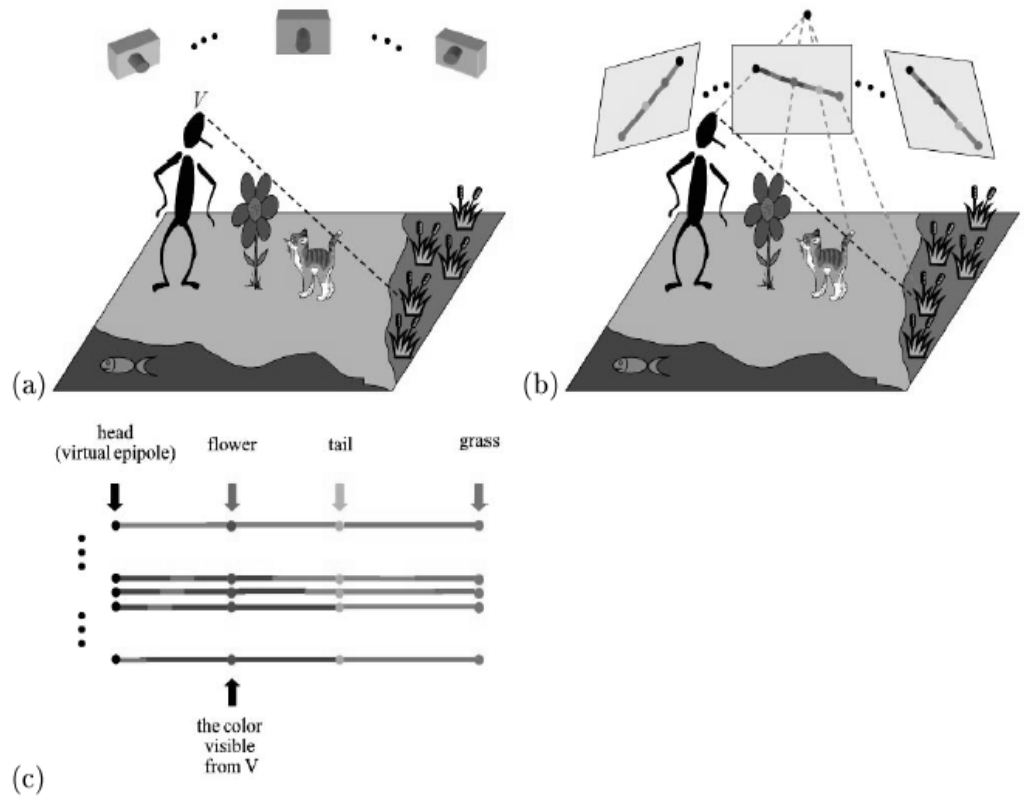 V
(a)
(b)
head
(virtual epipole)
flower
tail
grass
the color
visible
from V
(c)